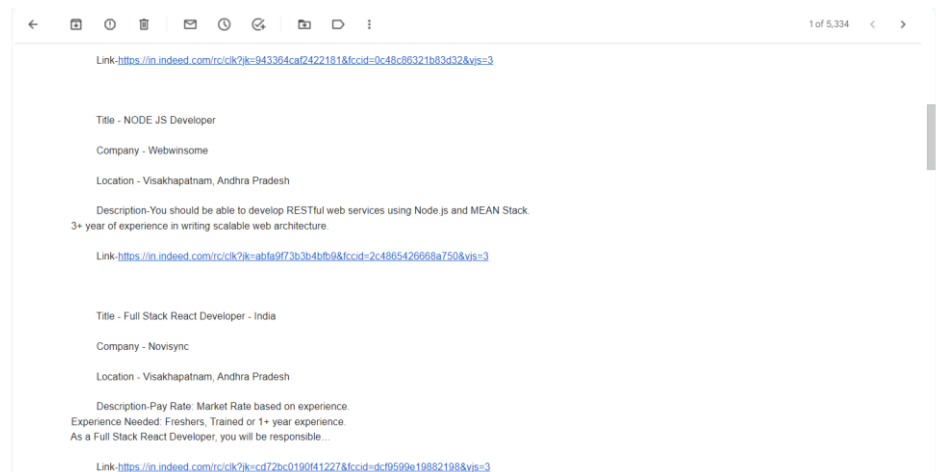 1 of 5,334
Link-https://in.indeed.com/rc/clk?jk=943364caf2422181&fccid=0c48c86321b83d32&vjs=3
Title - NODE JS Developer
Company - Webwinsome
Location - Visakhapatnam, Andhra Pradesh
Description-You should be able to develop RESTful web services using Node.js and MEAN Stack.
3+ year of experience in writing scalable web architecture.
Link-https://in.indeed.com/rc/clk?jk=abfa9f73b3b4bfb9&fccid=2c4865426668a750&vjs=3
Title - Full Stack React Developer - India
Company - Novisync
Location - Visakhapatnam, Andhra Pradesh
Description-Pay Rate: Market Rate based on experience.
Experience Needed: Freshers, Trained or 1+ year experience.
As a Full Stack React Developer, you will be responsible…
Link-https://in.indeed.com/rc/clk?jk=cd72bc0190f41227&fccid=dcf9599e19882198&vjs=3